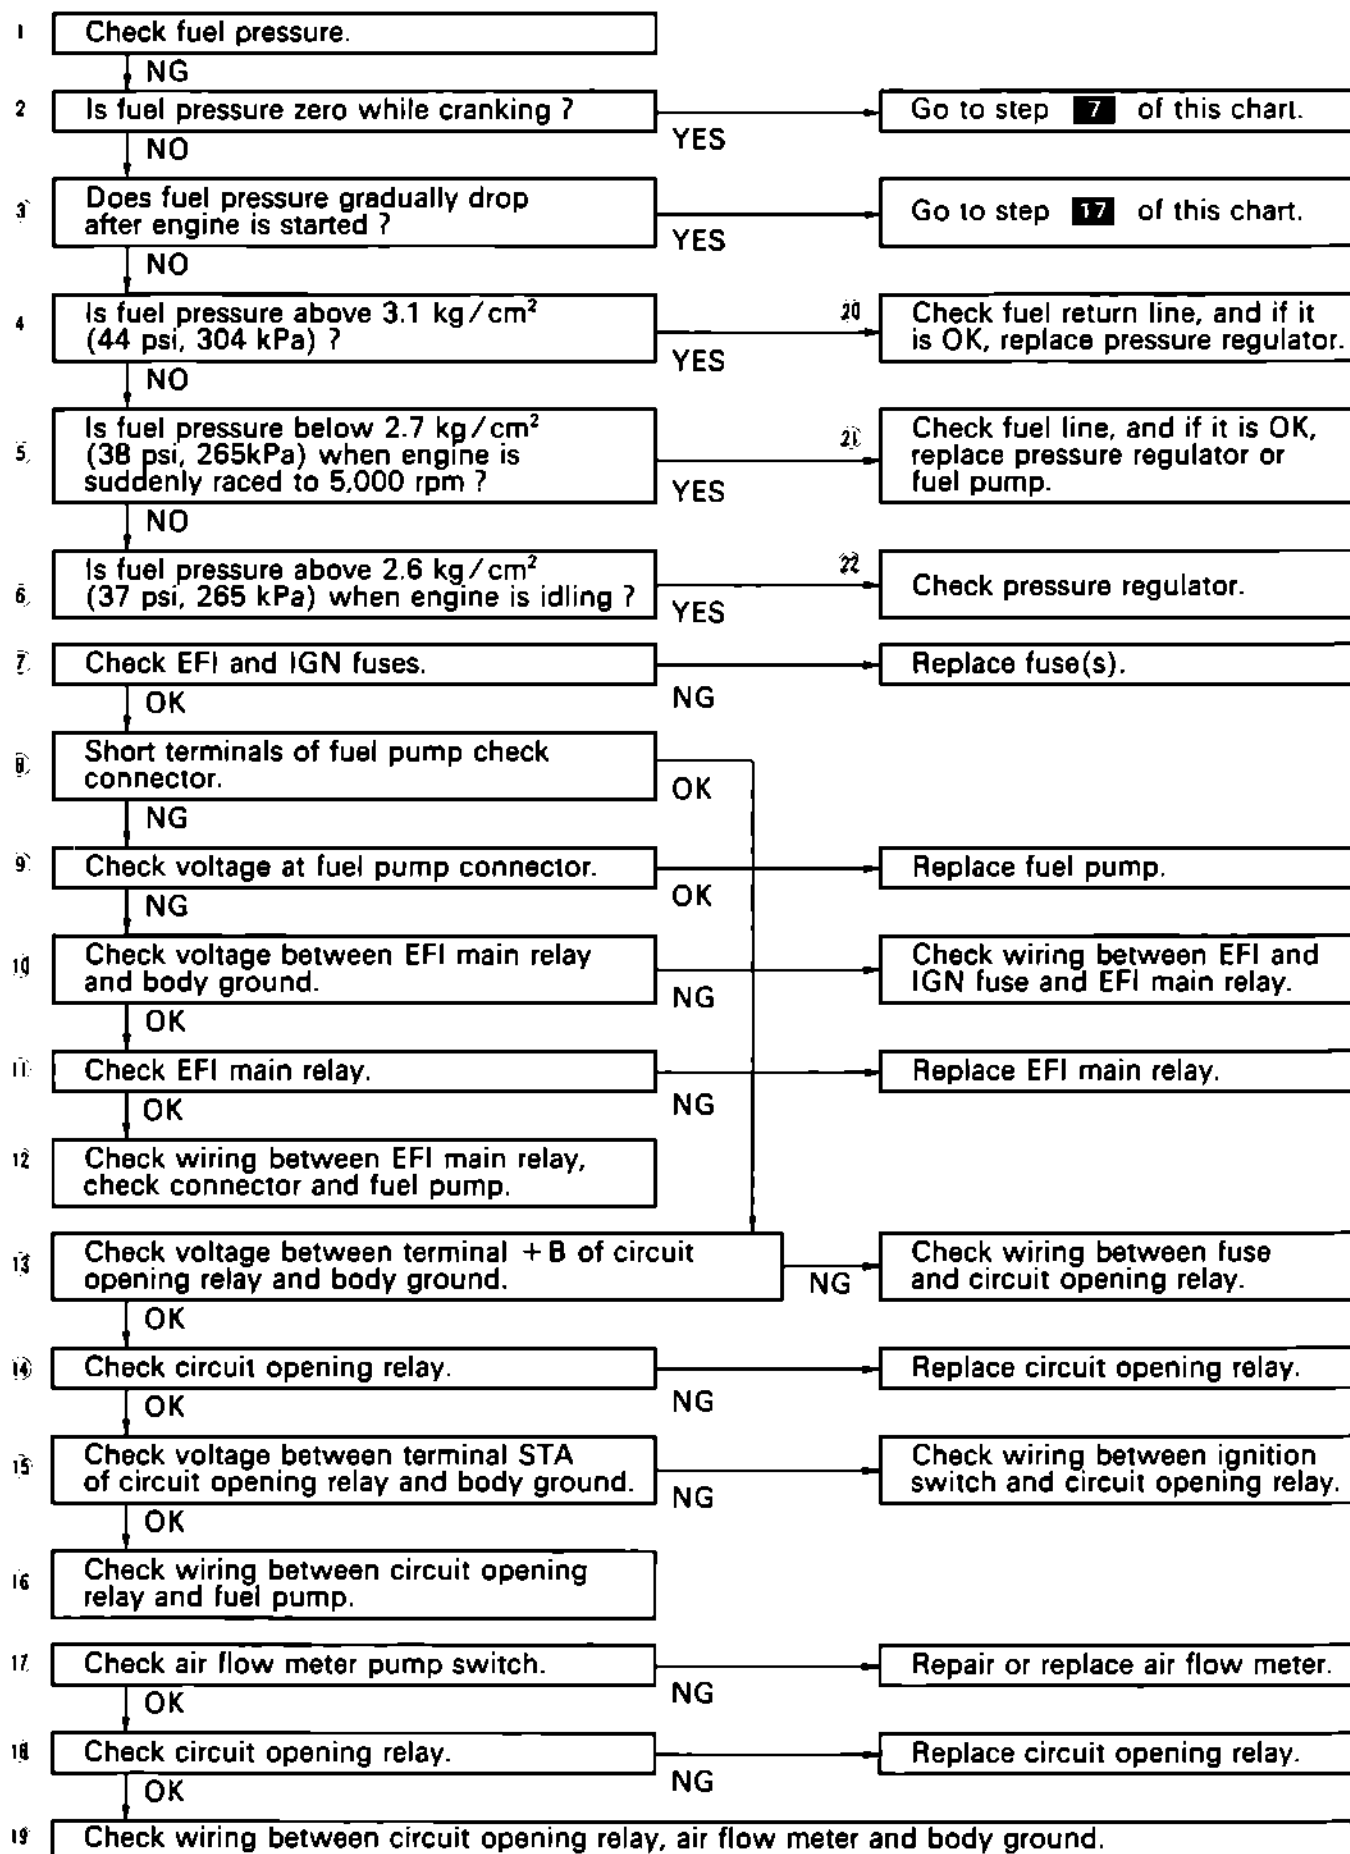 1 Check fuel pressure.
NG
2 Is fuel pressure zero while cranking ?
YES
Go to step 7 of this chart.
NO
3 Does fuel pressure gradually drop
after engine is started ?
YES
Go to step 17 of this chart.
NO
4 Is fuel pressure above 3.1 kg/cm²
(44 psi, 304 kPa) ?
YES
20 Check fuel return line, and if it
is OK, replace pressure regulator.
NO
5 Is fuel pressure below 2.7 kg/cm²
(38 psi, 265kPa) when engine is
suddenly raced to 5,000 rpm ?
YES
21 Check fuel line, and if it is OK,
replace pressure regulator or
fuel pump.
NO
6 Is fuel pressure above 2.6 kg/cm²
(37 psi, 265 kPa) when engine is idling ?
YES
22 Check pressure regulator.
7 Check EFI and IGN fuses.
NG
Replace fuse(s).
OK
8 Short terminals of fuel pump check
connector.
OK
NG
9 Check voltage at fuel pump connector.
OK
Replace fuel pump.
NG
10 Check voltage between EFI main relay
and body ground.
NG
Check wiring between EFI and
IGN fuse and EFI main relay.
OK
11 Check EFI main relay.
NG
Replace EFI main relay.
OK
12 Check wiring between EFI main relay,
check connector and fuel pump.
13 Check voltage between terminal +B of circuit
opening relay and body ground.
NG
Check wiring between fuse
and circuit opening relay.
OK
14 Check circuit opening relay.
NG
Replace circuit opening relay.
OK
15 Check voltage between terminal STA
of circuit opening relay and body ground.
NG
Check wiring between ignition
switch and circuit opening relay.
OK
16 Check wiring between circuit opening
relay and fuel pump.
17 Check air flow meter pump switch.
NG
Repair or replace air flow meter.
OK
18 Check circuit opening relay.
NG
Replace circuit opening relay.
OK
19 Check wiring between circuit opening relay, air flow meter and body ground.